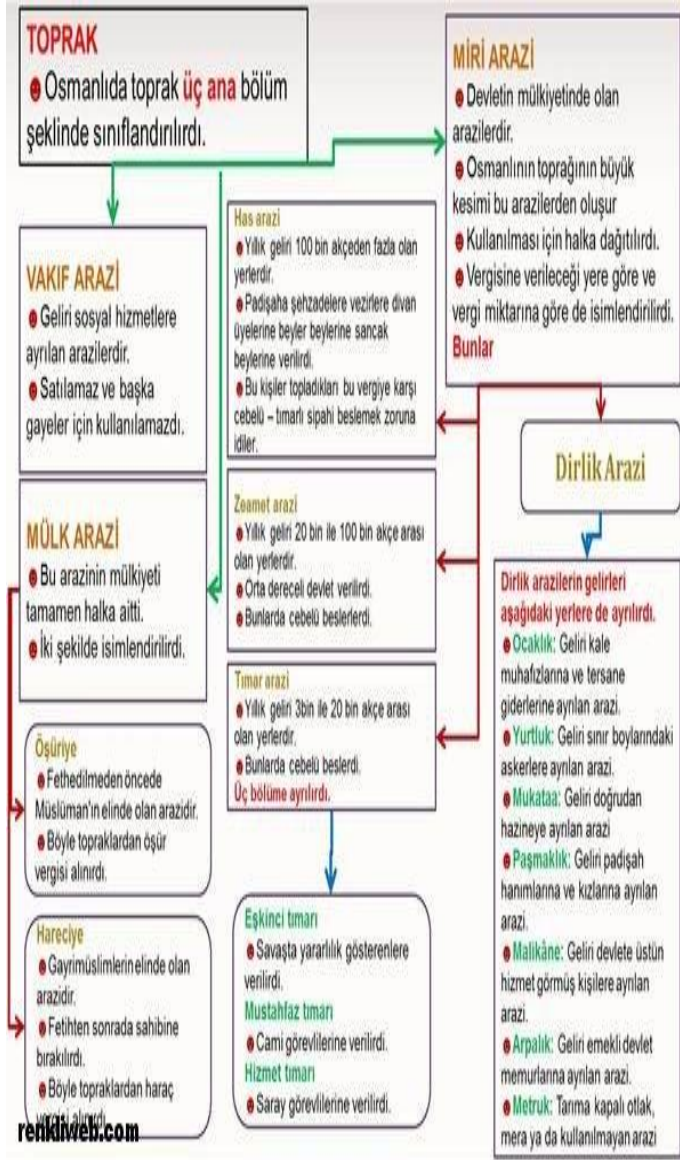 TOPRAK
Osmanlıda toprak üç ana bölüm
şeklinde sınıflandırılırdı.
MİRİ ARAZİ
Devletin mülkiyetinde olan
arazilerdir.
Osmanlının toprağının büyük
kesimi bu arazilerden oluşur
Kullanılması için halka dağıtılırdı.
Vergisine verileceği yere göre ve
vergi miktarına göre de isimlendirilirdi.
Bunlar
VAKIF ARAZİ
Geliri sosyal hizmetlere
ayrılan arazilerdir.
Satılamaz ve başka
gayeler için kullanılamazdı.
MÜLK ARAZİ
Bu arazinin mülkiyeti
tamamen halka aitti.
İki şekilde isimlendirilirdi.
Öşüriye
Fethedilmeden öncede
Müslüman'ın elinde olan arazidir.
Böyle topraklardan öşür
vergisi alınırdı.
Hareciye
Gayrimüslimlerin elinde olan
arazidir.
Fetihten sonrada sahibine
bırakılırdı.
Böyle topraklardan haraç
vergisi alınırdı
renkliweb.com
Has arazi
Yıllık geliri 100 bin akçeden fazla olan
yerlerdir.
Padişaha şehzadelere vezirlere divan
üyelerine beyler beylerine sancak
beylerine verilirdi.
Bu kişiler topladıkları bu vergiye karşı
cebelü – tımarlı sipahi beslemek zoruna
idiler.
Zeamet arazi
Yıllık geliri 20 bin ile 100 bin akçe arası
olan yerlerdir.
Orta dereceli devlet verilirdi.
Bunlarda cebelü beslerlerdi.
Tımar arazi
Yıllık geliri 3bin ile 20 bin akçe arası
olan yerlerdir.
Bunlarda cebelü beslerdi.
Üç bölüme ayrılırdı.
Eşkinci tımarı
Savaşta yararlılık gösterenlere
verilirdi.
Mustahfaz tımarı
Cami görevlilerine verilirdi.
Hizmet tımarı
Saray görevlilerine verilirdi.
Dirlik Arazi
Dirlik arazilerin gelirleri
aşağıdaki yerlere de ayrılırdı.
Ocaklık: Geliri kale
muhafızlarına ve tersane
giderlerine ayrılan arazi.
Yurtluk: Geliri sınır boylarındaki
askerlere ayrılan arazi.
Mukataa: Geliri doğrudan
hazineye ayrılan arazi
Paşmaklık: Geliri padişah
hanımlarına ve kızlarına ayrılan
arazi.
Malikâne: Geliri devlete üstün
hizmet görmüş kişilere ayrılan
arazi.
Arpalık: Geliri emekli devlet
memurlarına ayrılan arazi.
Metruk: Tarıma kapalı otlak,
mera ya da kullanılmayan arazi